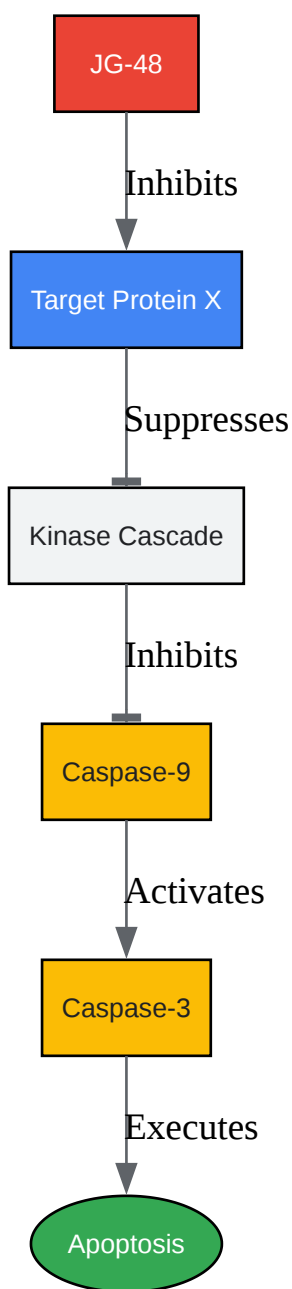 JG-48
Inhibits
Target Protein X
Suppresses
Kinase Cascade
Inhibits
Caspase-9
Activates
Caspase-3
Executes
Apoptosis